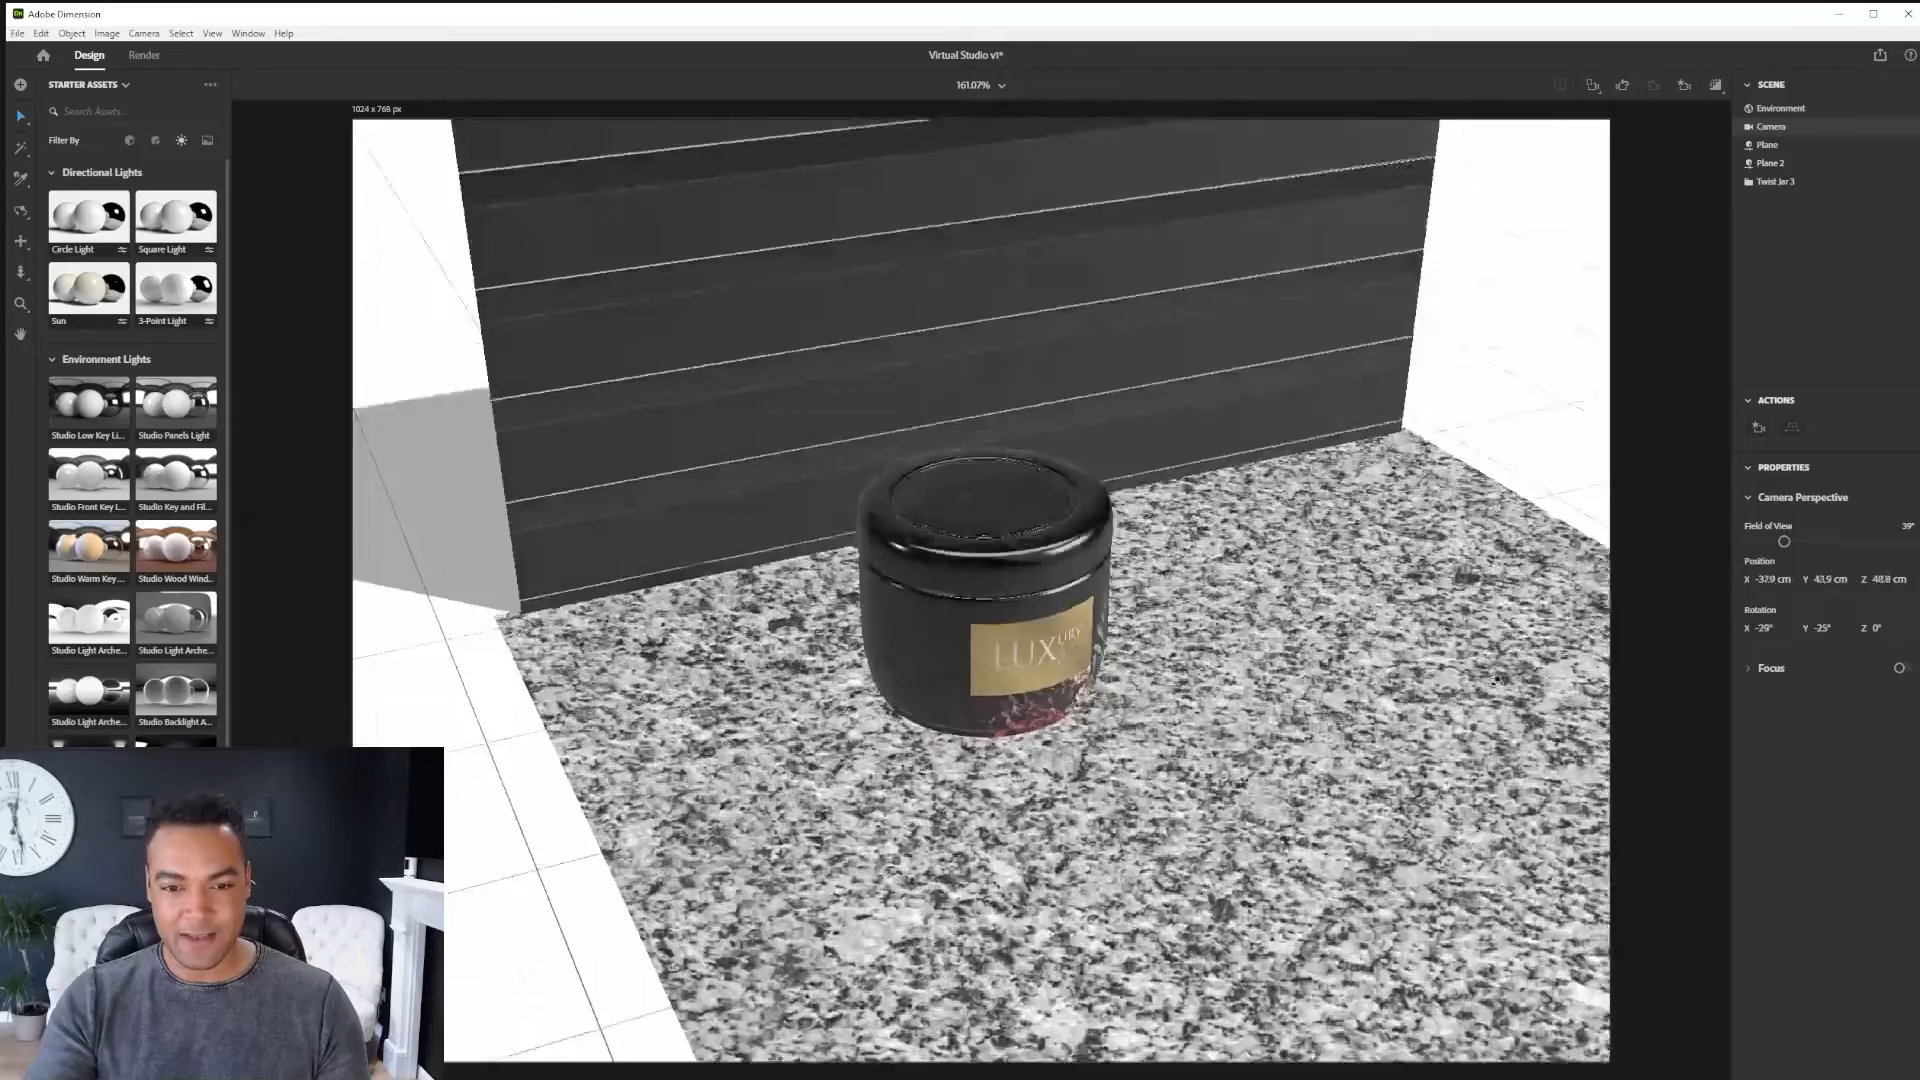 Adobe Dimension
File Edit Object Image Camera Select View Window Help
Design Render
Virtual Studio v1*
STARTER ASSETS
161.07%
SCENE
Search Assets...
1024 x 768 px
Environment
Camera
Filter By
Plane
Plane 2
Directional Lights
Twist Jar 3
Circle Light
Square Light
Sun
3-Point Light
Environment Lights
ACTIONS
Studio Low Key Li...
Studio Panels Light
PROPERTIES
Camera Perspective
Studio Front Key L...
Studio Key and Fil...
Field of View 39°
Position
X -37.9 cm Y 43.9 cm Z 48.8 cm
Studio Warm Key ...
Studio Wood Wind...
Rotation
X -29° Y -25° Z 0°
Studio Light Arche...
Studio Light Arche...
LUXURY
Focus
Studio Light Arche...
Studio Backlight A...